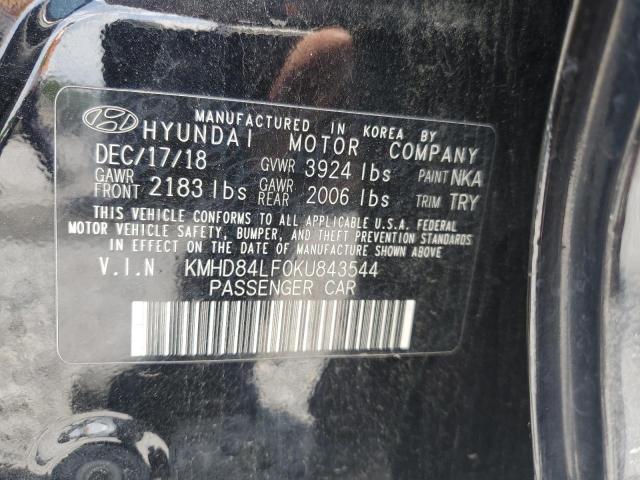 MANUFACTURED IN KOREA BY
HYUNDAI MOTOR COMPANY
DEC/17/18 GVWR 3924 lbs PAINT NKA
GAWR FRONT 2183 lbs GAWR REAR 2006 lbs TRIM TRY
THIS VEHICLE CONFORMS TO ALL APPLICABLE U.S.A. FEDERAL
MOTOR VEHICLE SAFETY, BUMPER, AND THEFT PREVENTION STANDARDS
IN EFFECT ON THE DATE OF MANUFACTURE SHOWN ABOVE.
V.I.N KMHD84LF0KU843544
PASSENGER CAR